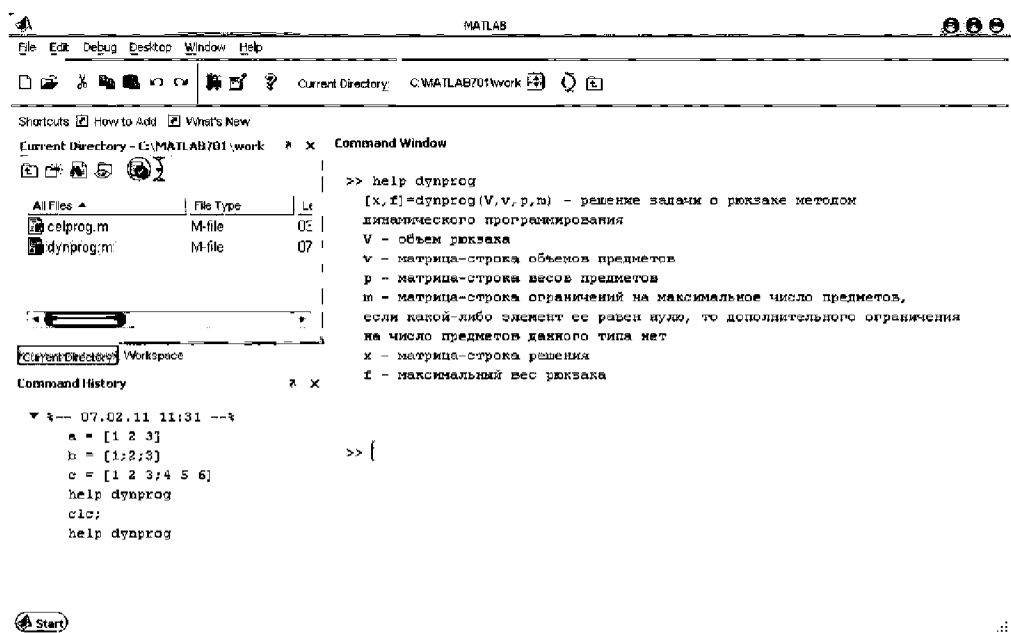 MATLAB
File Edit Debug Desktop Window Help
Current Directory: C:\MATLAB701\work
Shortcuts How to Add What's New
Current Directory - C:\MATLAB701\work
All Files File Type
celprog.m M-file 03
dynprog.m M-file 07
Current Directory Workspace
Command History
%-- 07.02.11 11:31 --%
a = [1 2 3]
b = [1;2;3]
c = [1 2 3;4 5 6]
help dynprog
clc;
help dynprog
Command Window
>> help dynprog
[x,f]=dynprog(V,v,p,m) - решение задачи о рюкзаке методом
динамического программирования
V - объем рюкзака
v - матрица-строка объемов предметов
p - матрица-строка весов предметов
m - матрица-строка ограничений на максимальное число предметов,
если какой-либо элемент ее равен нулю, то дополнительного ограничения
на число предметов данного типа нет
x - матрица-строка решения
f - максимальный вес рюкзака
>>
Start